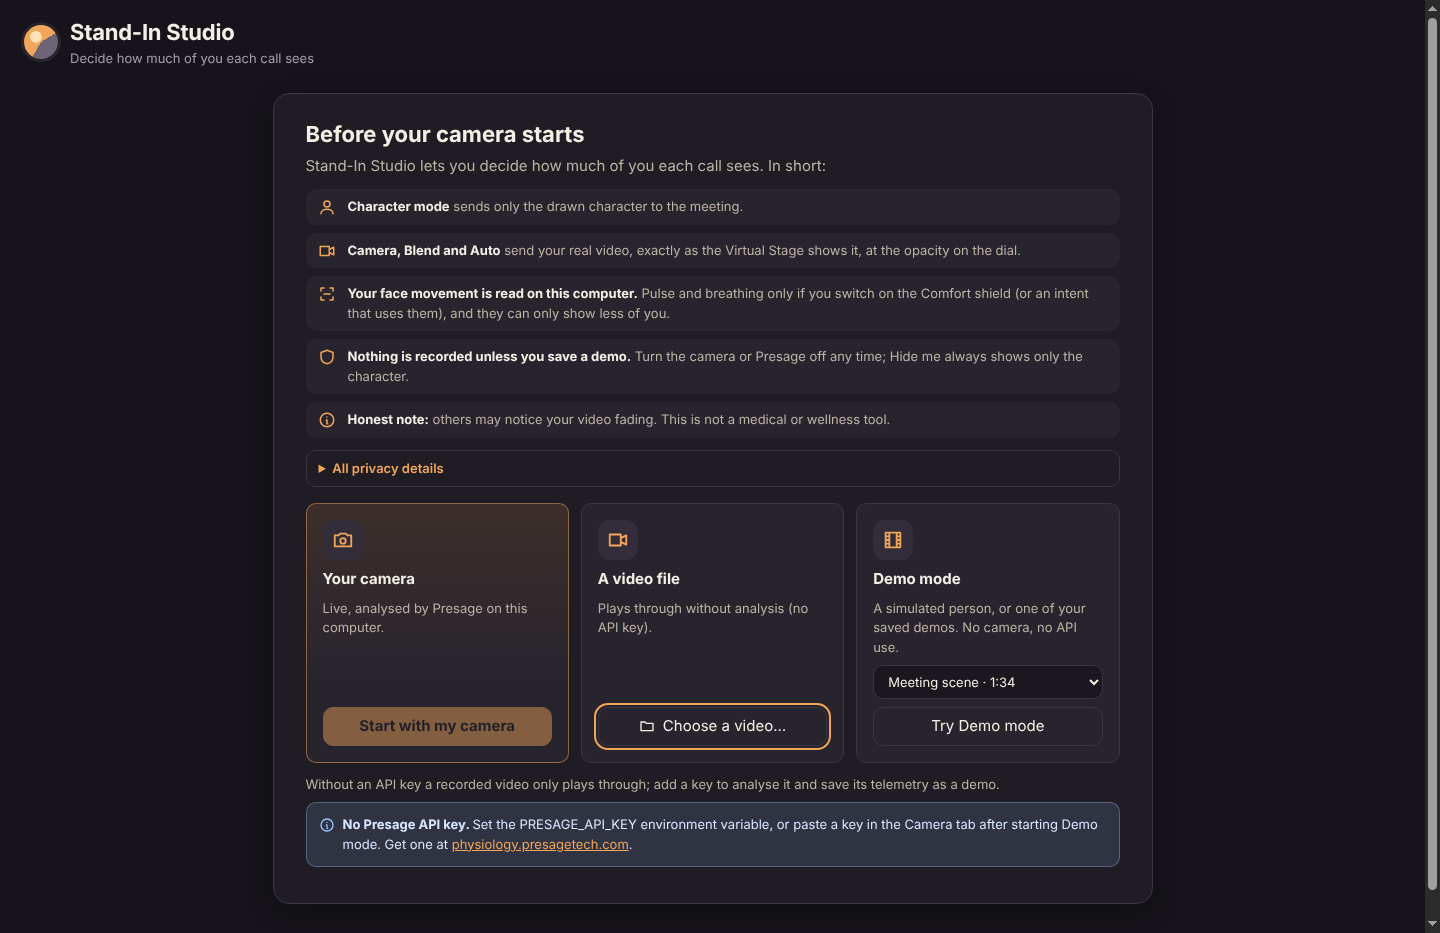 Stand-In Studio
Decide how much of you each call sees
Before your camera starts
Stand-In Studio lets you decide how much of you each call sees. In short:
Character mode sends only the drawn character to the meeting.
Camera, Blend and Auto send your real video, exactly as the Virtual Stage shows it, at the opacity on the dial.
Your face movement is read on this computer. Pulse and breathing only if you switch on the Comfort shield (or an intent
that uses them), and they can only show less of you.
Nothing is recorded unless you save a demo. Turn the camera or Presage off any time; Hide me always shows only the
character.
Honest note: others may notice your video fading. This is not a medical or wellness tool.
All privacy details
Your camera
Live, analysed by Presage on this
computer.
Start with my camera
A video file
Plays through without analysis (no
API key).
Choose a video...
Demo mode
A simulated person, or one of your
saved demos. No camera, no API
use.
Meeting scene · 1:34
Try Demo mode
Without an API key a recorded video only plays through; add a key to analyse it and save its telemetry as a demo.
No Presage API key. Set the PRESAGE_API_KEY environment variable, or paste a key in the Camera tab after starting Demo
mode. Get one at physiology.presagetech.com.